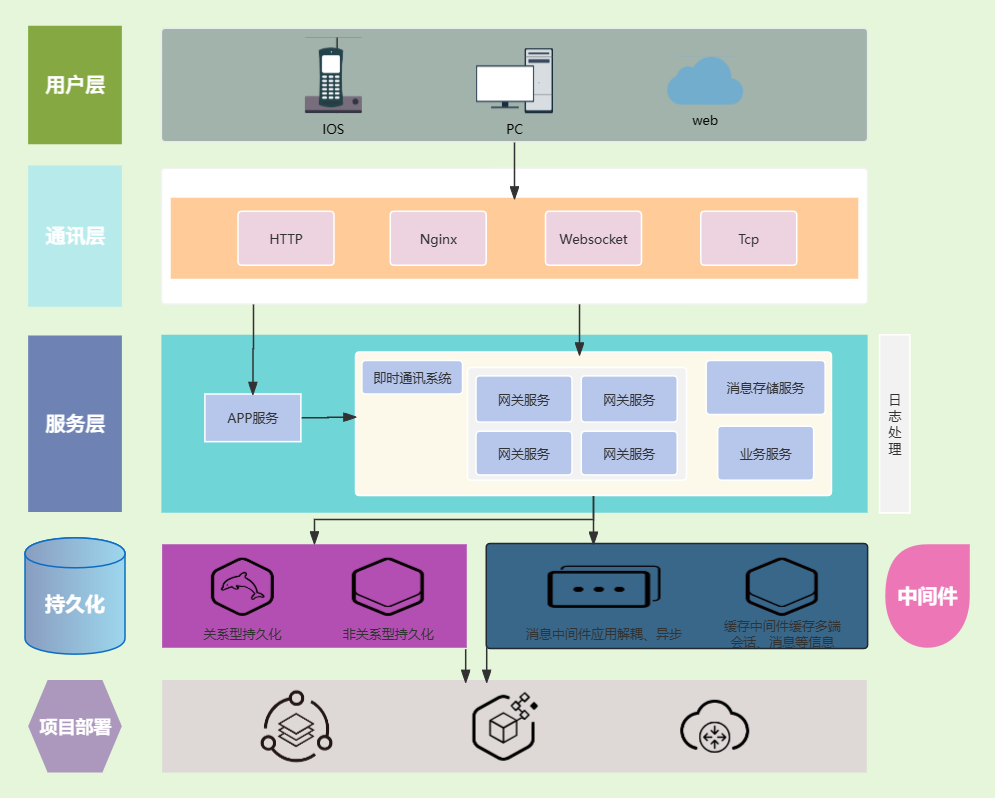 用户层
IOS
PC
web
通讯层
HTTP
Nginx
Websocket
Tcp
服务层
APP服务
即时通讯系统
网关服务
网关服务
网关服务
网关服务
消息存储服务
业务服务
日志处理
持久化
关系型持久化
非关系型持久化
消息中间件应用解耦、异步
缓存中间件缓存多端
会话、消息等信息
中间件
项目部署